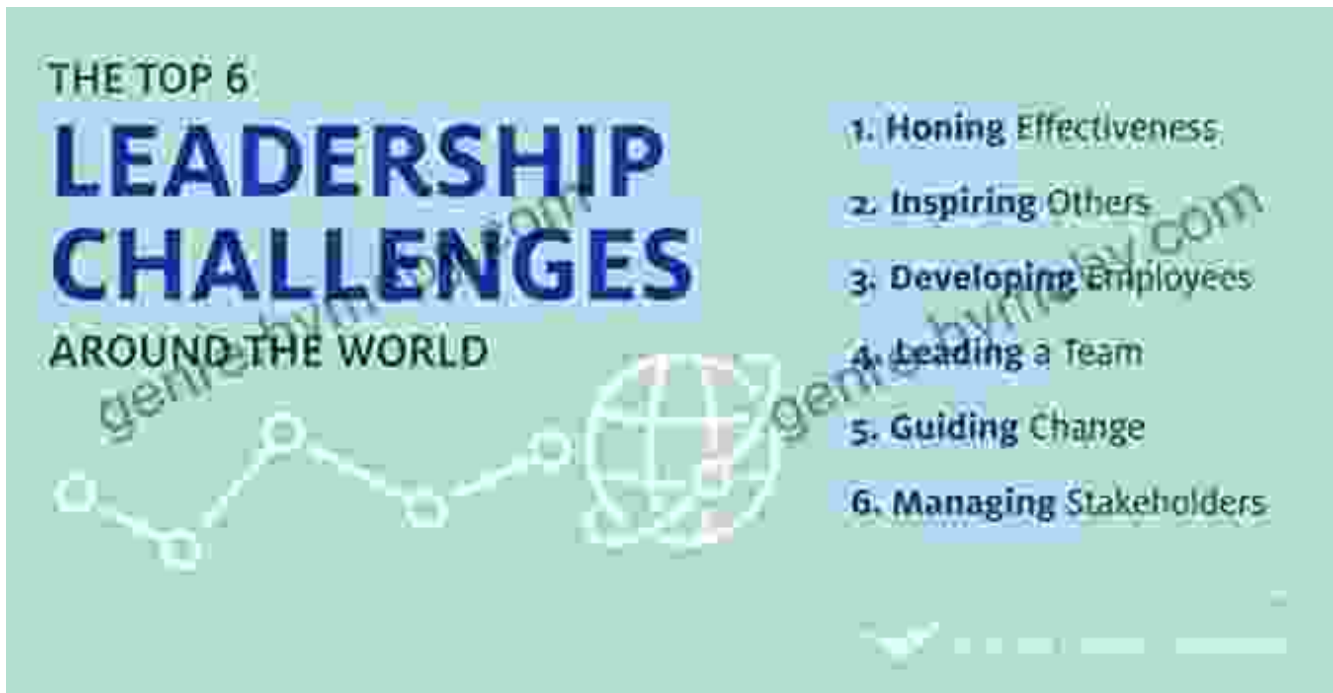 THE TOP 6
LEADERSHIP
CHALLENGES
AROUND THE WORLD
1. Honing Effectiveness
2. Inspiring Others
3. Developing Employees
4. Leading a Team
5. Guiding Change
6. Managing Stakeholders